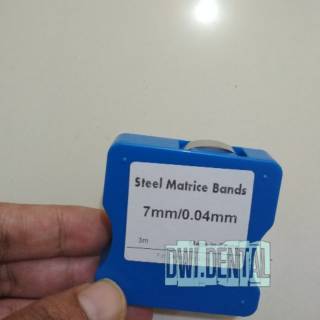 Steel Matrice Bands
7mm/0.04mm
3m
DWI.DENTAL